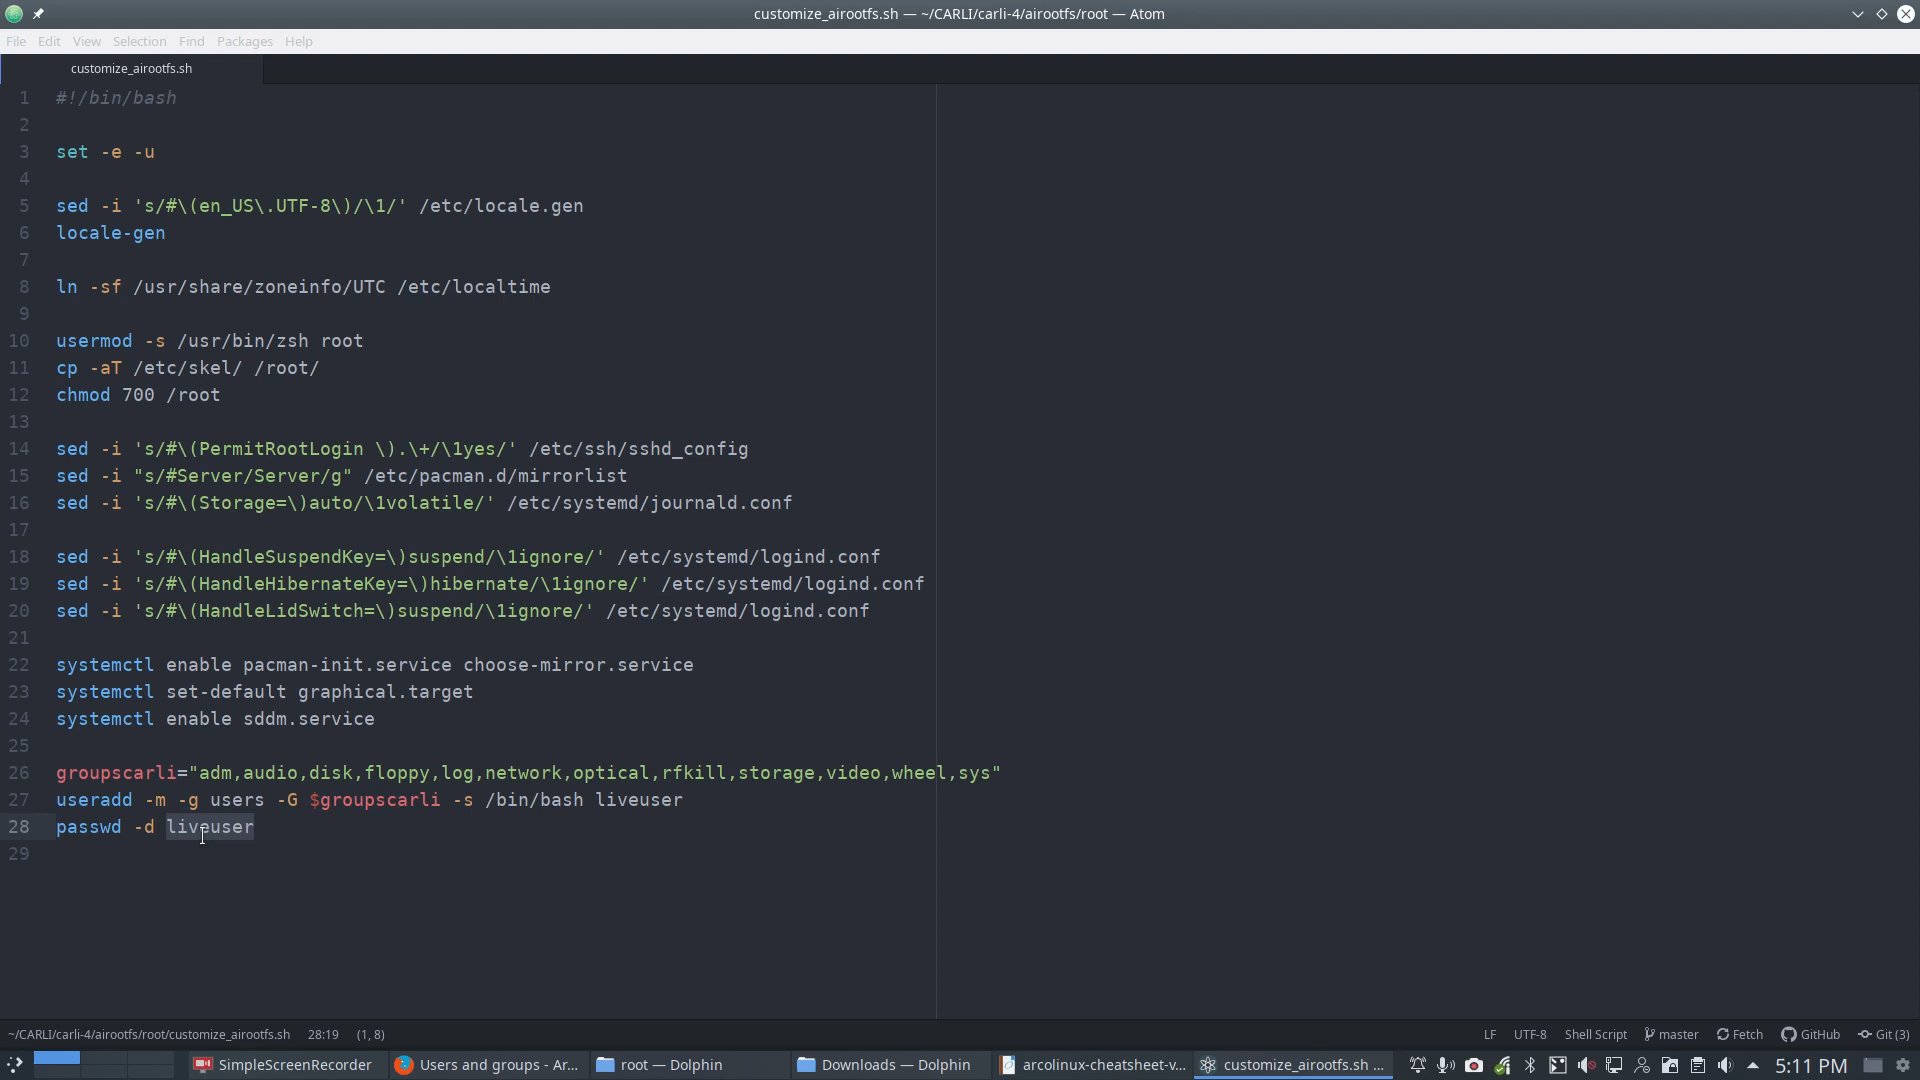 customize_airootfs.sh — ~/CARLI/carli-4/airootfs/root — Atom
File Edit View Selection Find Packages Help
customize_airootfs.sh
1 #!/bin/bash
2
3 set -e -u
4
5 sed -i 's/#\(en_US\.UTF-8\)/\1/' /etc/locale.gen
6 locale-gen
7
8 ln -sf /usr/share/zoneinfo/UTC /etc/localtime
9
10 usermod -s /usr/bin/zsh root
11 cp -aT /etc/skel/ /root/
12 chmod 700 /root
13
14 sed -i 's/#\(PermitRootLogin \).\+/\1yes/' /etc/ssh/sshd_config
15 sed -i "s/#Server/Server/g" /etc/pacman.d/mirrorlist
16 sed -i 's/#\(Storage=\)auto/\1volatile/' /etc/systemd/journald.conf
17
18 sed -i 's/#\(HandleSuspendKey=\)suspend/\1ignore/' /etc/systemd/logind.conf
19 sed -i 's/#\(HandleHibernateKey=\)hibernate/\1ignore/' /etc/systemd/logind.conf
20 sed -i 's/#\(HandleLidSwitch=\)suspend/\1ignore/' /etc/systemd/logind.conf
21
22 systemctl enable pacman-init.service choose-mirror.service
23 systemctl set-default graphical.target
24 systemctl enable sddm.service
25
26 groupscarli="adm,audio,disk,floppy,log,network,optical,rfkill,storage,video,wheel,sys"
27 useradd -m -g users -G $groupscarli -s /bin/bash liveuser
28 passwd -d liveuser
29
~/CARLI/carli-4/airootfs/root/customize_airootfs.sh 28:19 (1, 8) LF UTF-8 Shell Script master Fetch GitHub Git (3)
SimpleScreenRecorder Users and groups - Ar... root — Dolphin Downloads — Dolphin arcolinux-cheatsheet-v... customize_airootfs.sh ... 5:11 PM